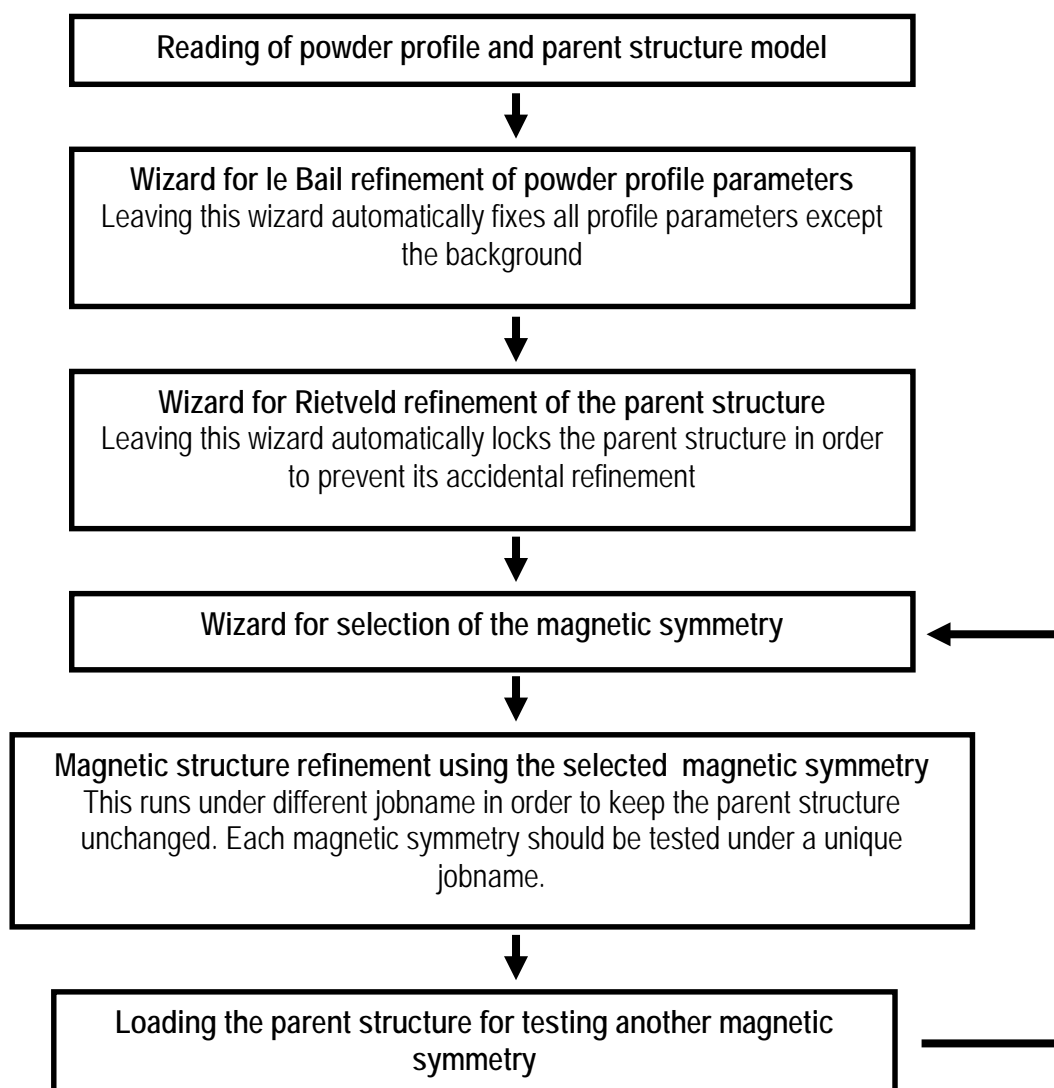 Reading of powder profile and parent structure model
Wizard for le Bail refinement of powder profile parameters
Leaving this wizard automatically fixes all profile parameters except
the background
Wizard for Rietveld refinement of the parent structure
Leaving this wizard automatically locks the parent structure in order
to prevent its accidental refinement
Wizard for selection of the magnetic symmetry
Magnetic structure refinement using the selected  magnetic symmetry
This runs under different jobname in order to keep the parent structure
unchanged. Each magnetic symmetry should be tested under a unique
jobname.
Loading the parent structure for testing another magnetic
symmetry